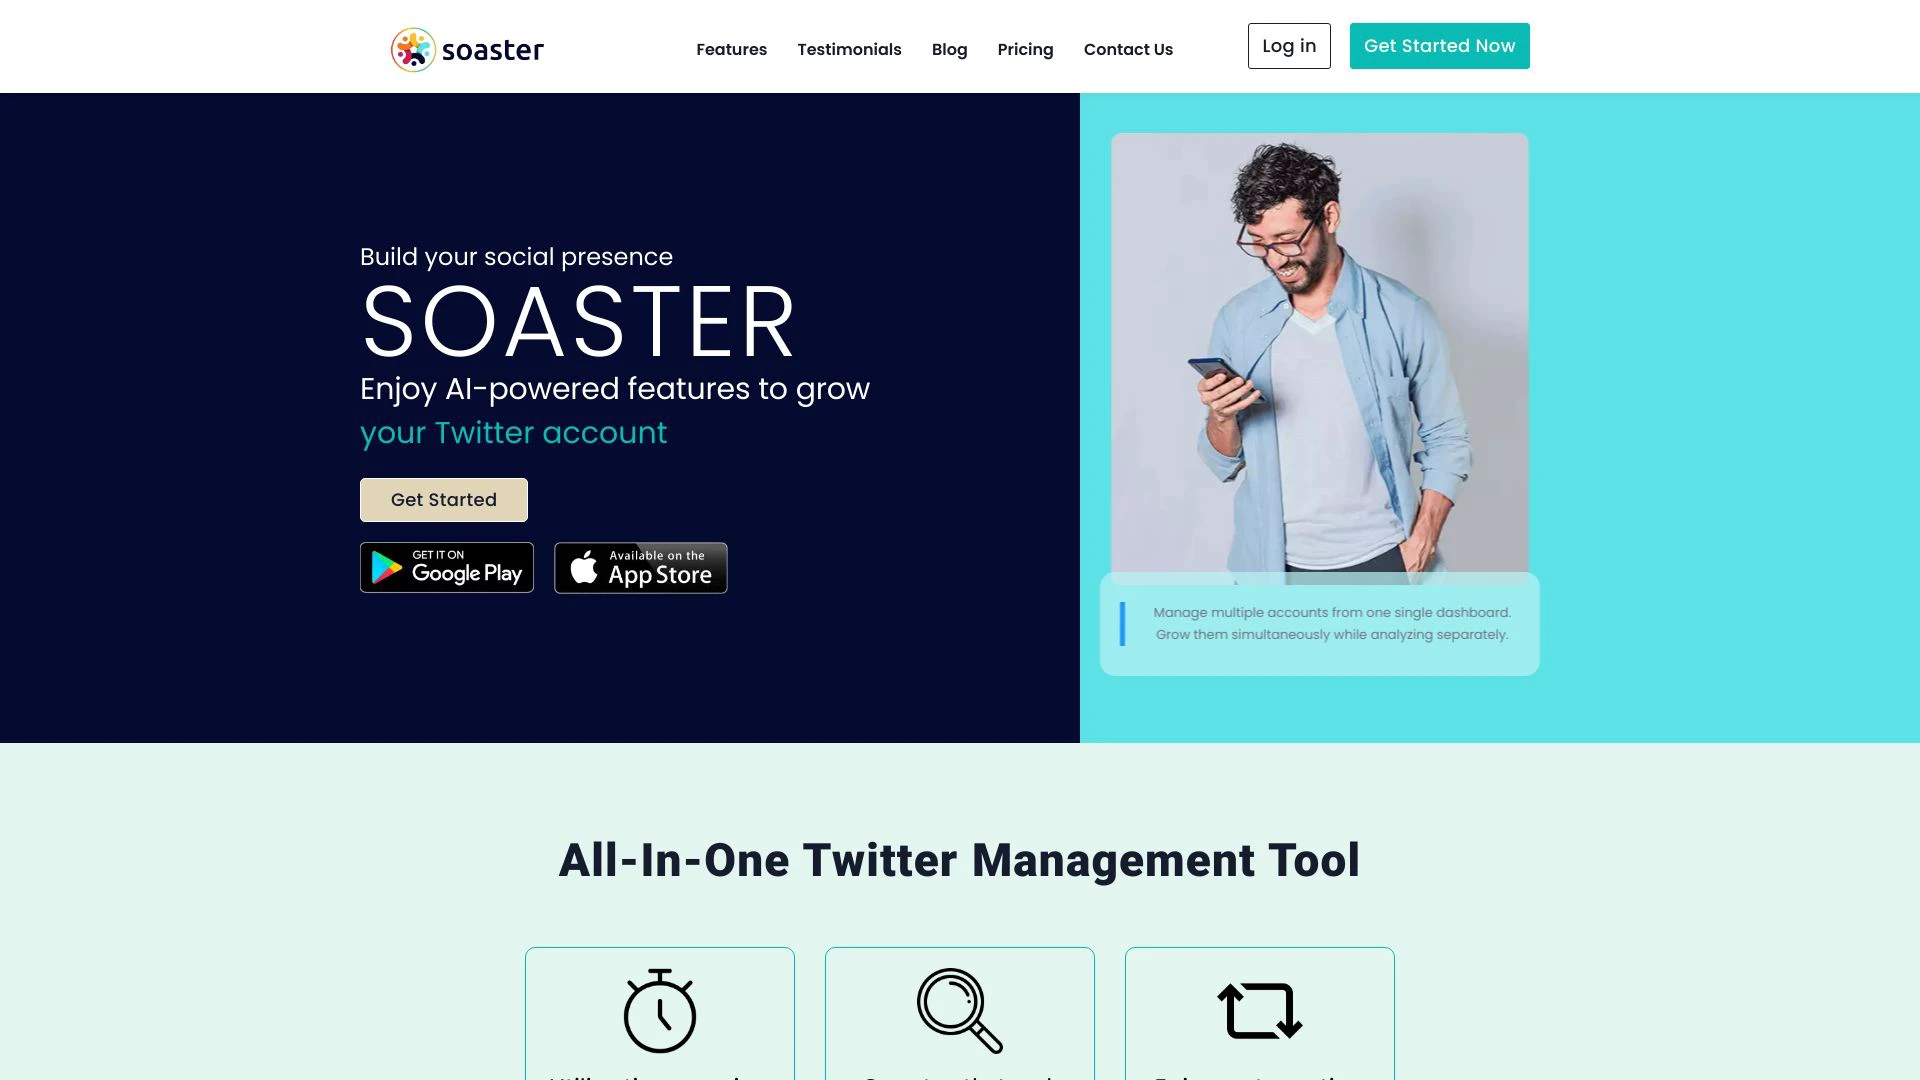 soaster
Features
Testimonials
Blog
Pricing
Contact Us
Log in
Get Started Now
Build your social presence
SOASTER
Enjoy AI-powered features to grow
your Twitter account
Get Started
GET IT ON
Google Play
Available on the
App Store
Manage multiple accounts from one single dashboard.
Grow them simultaneously while analyzing separately.
All-In-One Twitter Management Tool